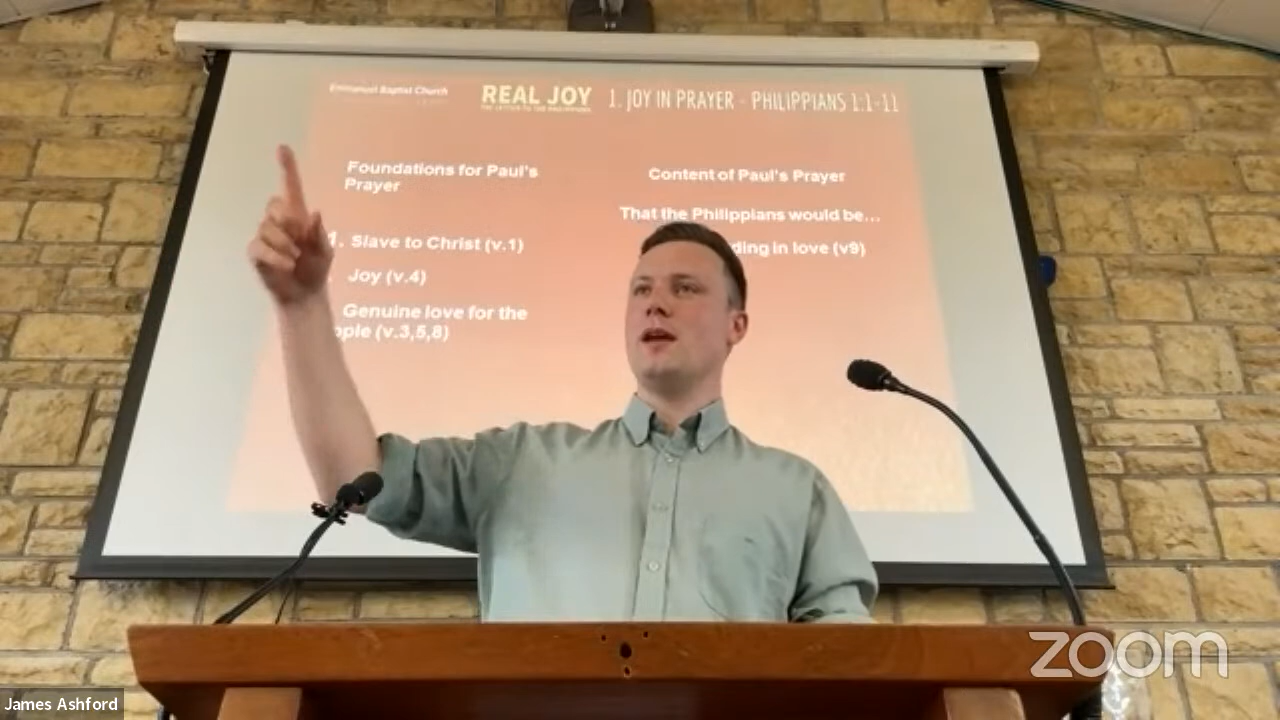 Emmanuel Baptist Church
REAL JOY
1. JOY IN PRAYER - PHILIPPIANS 1:1-11
Foundations for Paul's
Prayer
1. Slave to Christ (v.1)
Joy (v.4)
Genuine love for the
ople (v.3,5,8)
Content of Paul's Prayer
That the Philippians would be...
ding in love (v9)
zoom
James Ashford